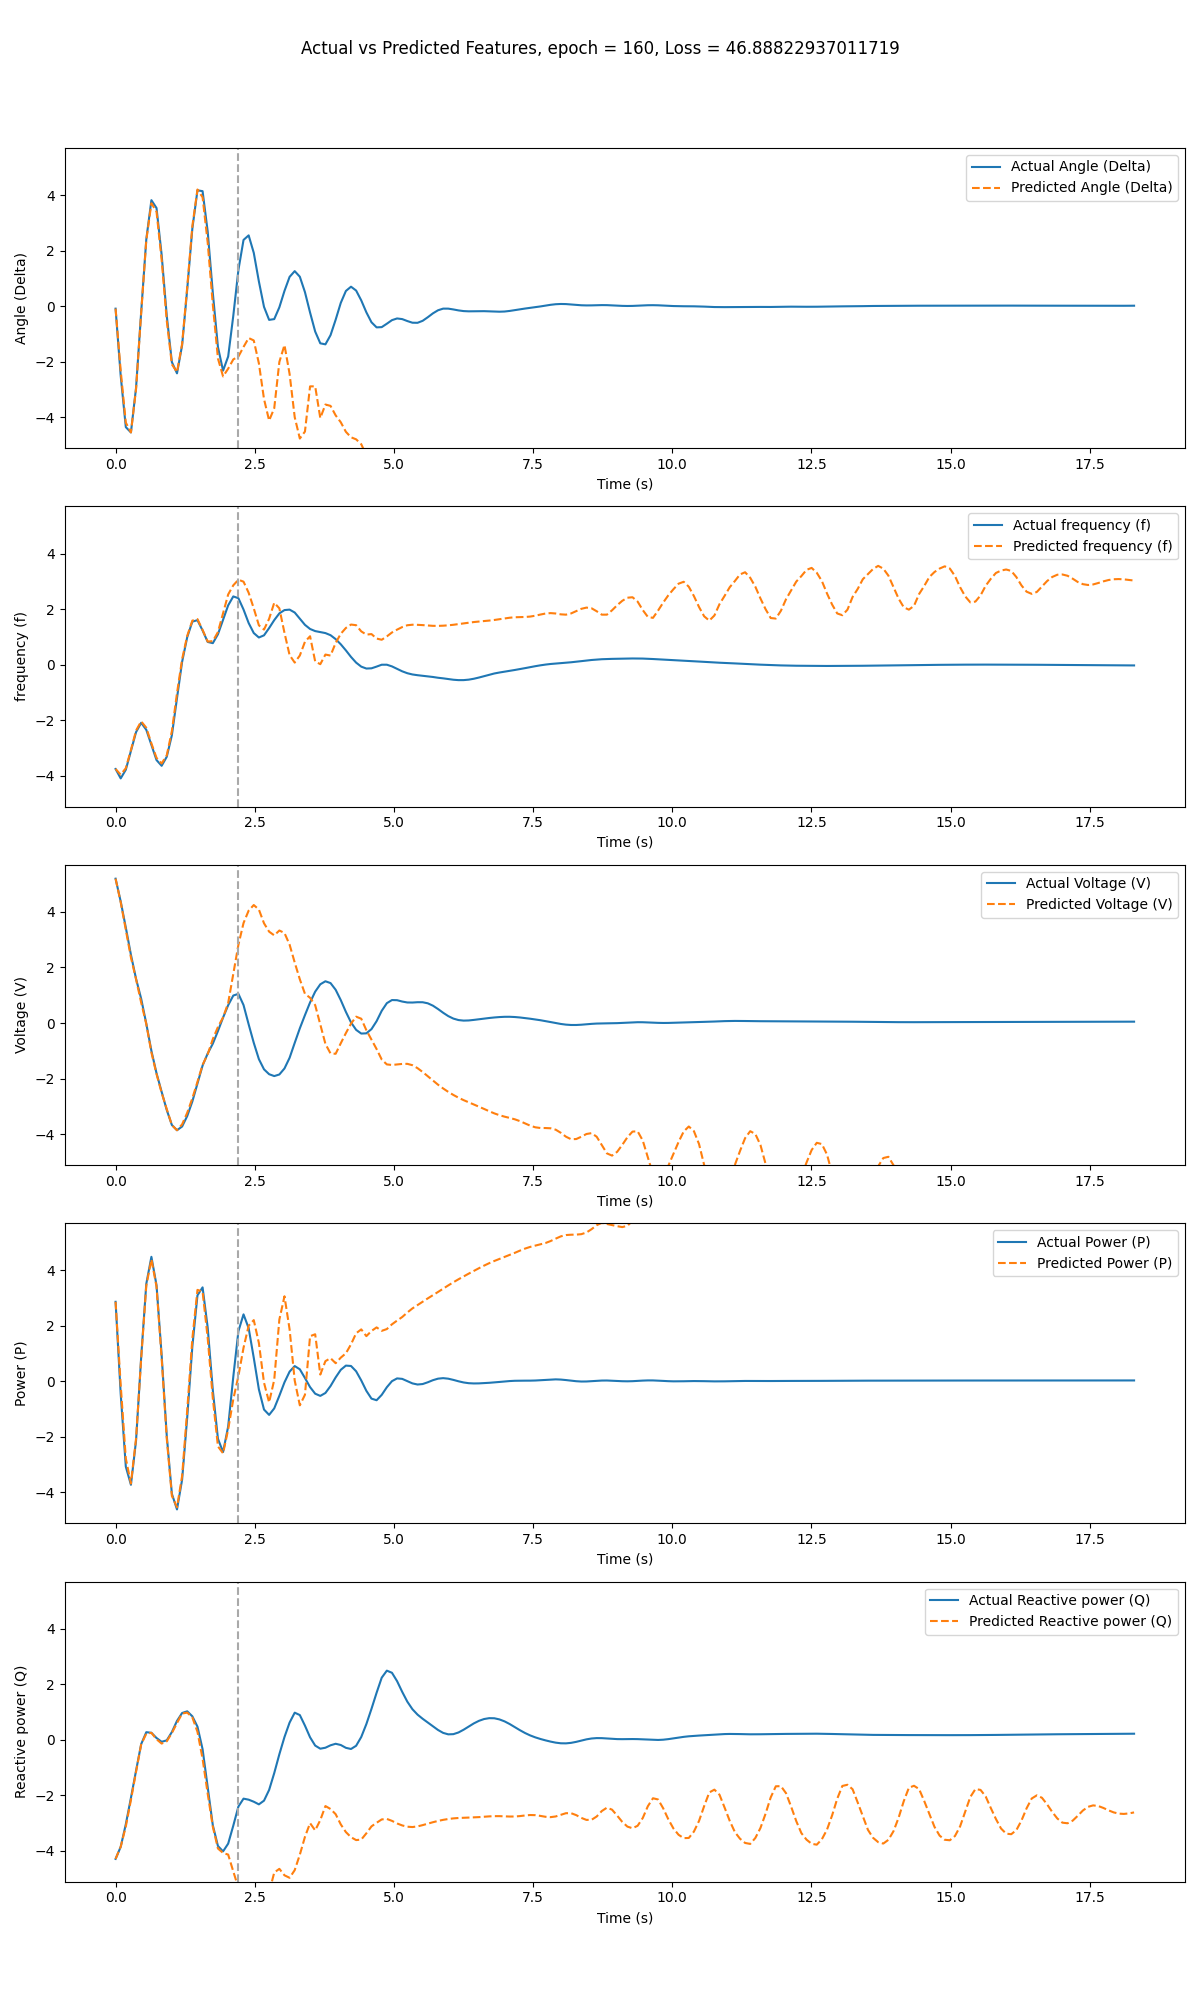 Actual vs Predicted Features, epoch = 160, Loss = 46.88822937011719
Actual Angle (Delta)
Predicted Angle (Delta)
Angle (Delta)
4
2
0
−2
−4
0.0 2.5 5.0 7.5 10.0 12.5 15.0 17.5
Time (s)
Actual frequency (f)
Predicted frequency (f)
frequency (f)
4
2
0
−2
−4
0.0 2.5 5.0 7.5 10.0 12.5 15.0 17.5
Time (s)
Actual Voltage (V)
Predicted Voltage (V)
Voltage (V)
4
2
0
−2
−4
0.0 2.5 5.0 7.5 10.0 12.5 15.0 17.5
Time (s)
Actual Power (P)
Predicted Power (P)
Power (P)
4
2
0
−2
−4
0.0 2.5 5.0 7.5 10.0 12.5 15.0 17.5
Time (s)
Actual Reactive power (Q)
Predicted Reactive power (Q)
Reactive power (Q)
4
2
0
−2
−4
0.0 2.5 5.0 7.5 10.0 12.5 15.0 17.5
Time (s)